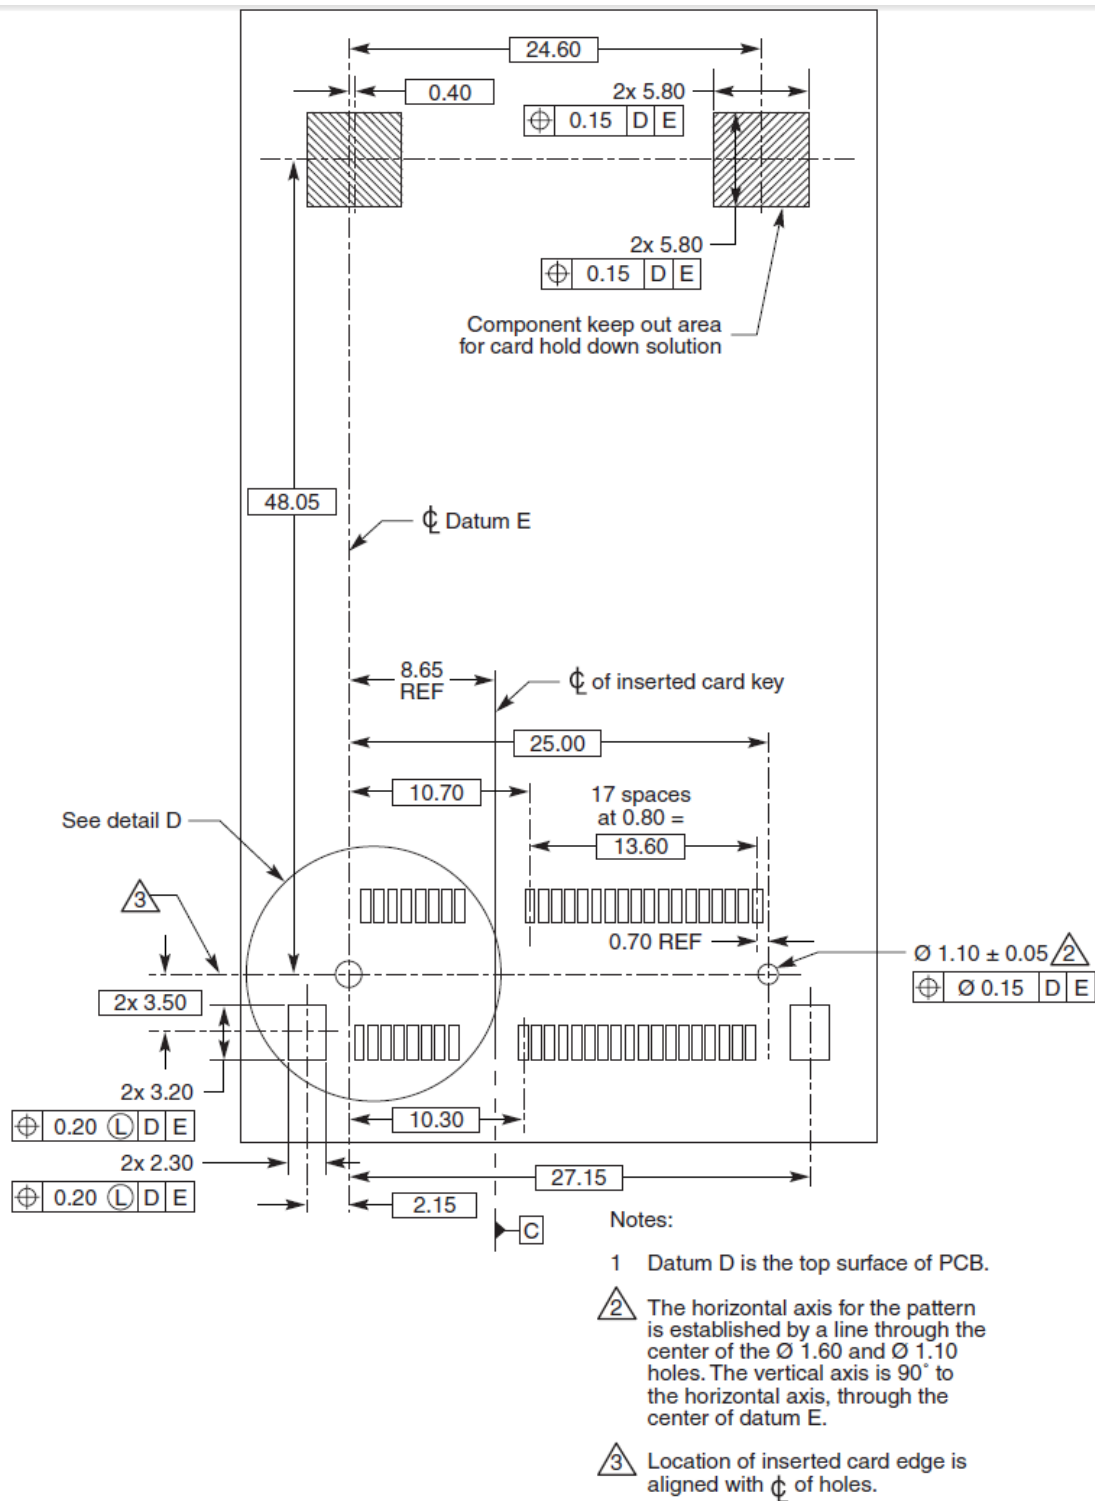 24.60
0.40
2x 5.80
⌖ 0.15 D E
2x 5.80
⌖ 0.15 D E
Component keep out area
for card hold down solution
48.05
℄ Datum E
8.65
REF
℄ of inserted card key
25.00
10.70
17 spaces
at 0.80 =
13.60
See detail D
3
0.70 REF
Ø 1.10 ± 0.05 2
⌖ Ø 0.15 D E
2x 3.50
2x 3.20
⌖ 0.20 Ⓛ D E
10.30
2x 2.30
⌖ 0.20 Ⓛ D E
27.15
2.15
C
Notes:
1 Datum D is the top surface of PCB.
2 The horizontal axis for the pattern
is established by a line through the
center of the Ø 1.60 and Ø 1.10
holes. The vertical axis is 90˚ to
the horizontal axis, through the
center of datum E.
3 Location of inserted card edge is
aligned with ℄ of holes.